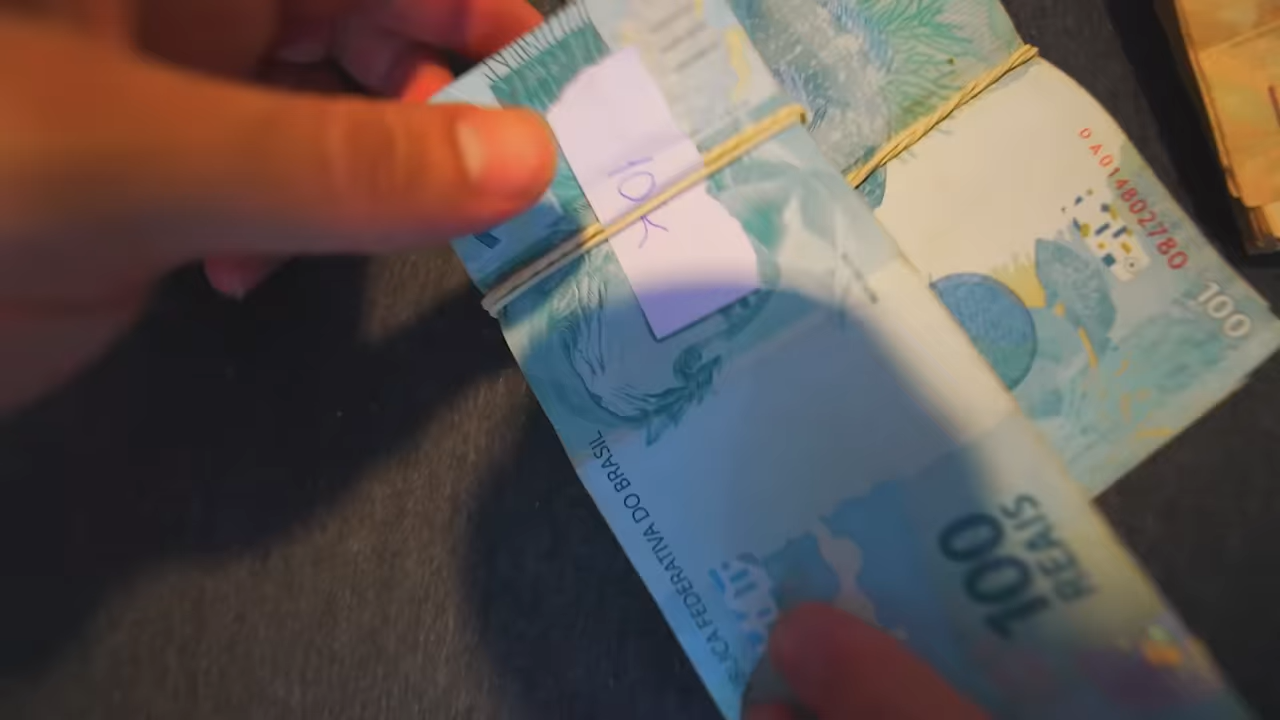 10K
DA014802780
100
REPÚBLICA FEDERATIVA DO BRASIL
100
REAIS